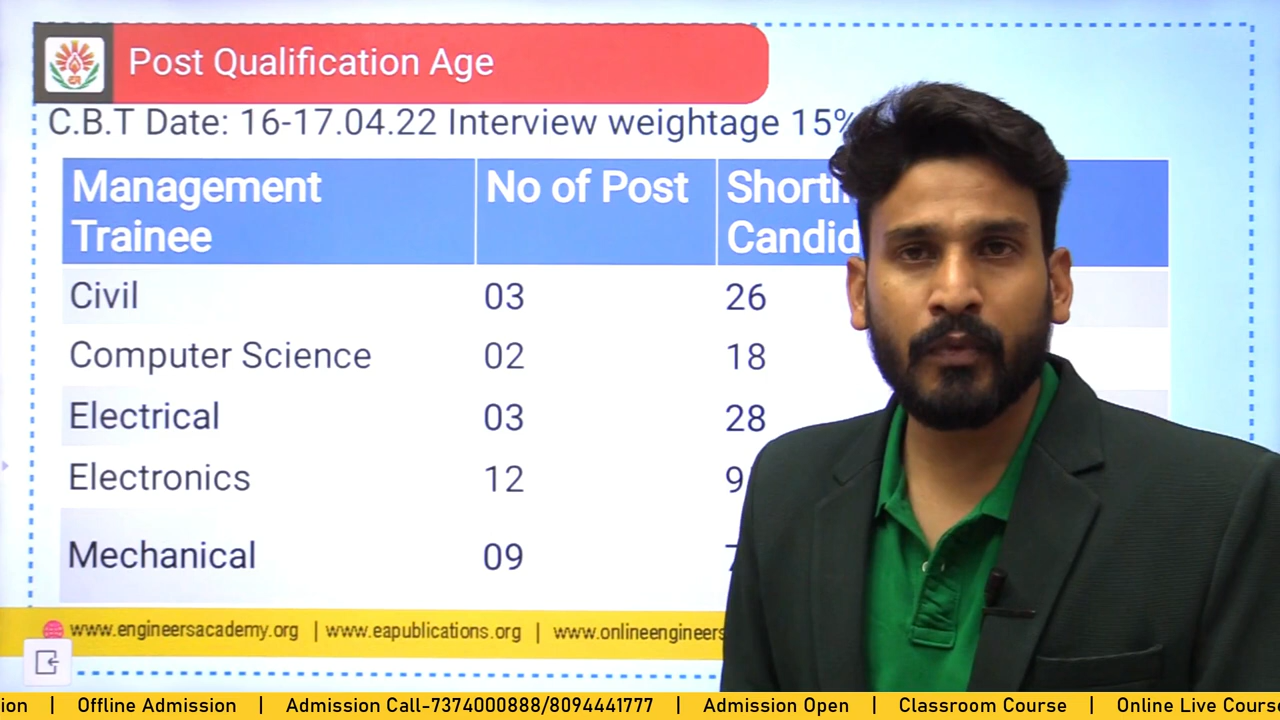 Post Qualification Age
C.B.T Date: 16-17.04.22 Interview weightage 15%
Management Trainee No of Post
Civil 03 26
Computer Science 02 18
Electrical 03 28
Electronics 12
Mechanical 09
www.engineersacademy.org | www.eapublications.org |
Offline Admission | Admission Call-7374000888/8094441777 | Admission Open | Classroom Course | Online Live